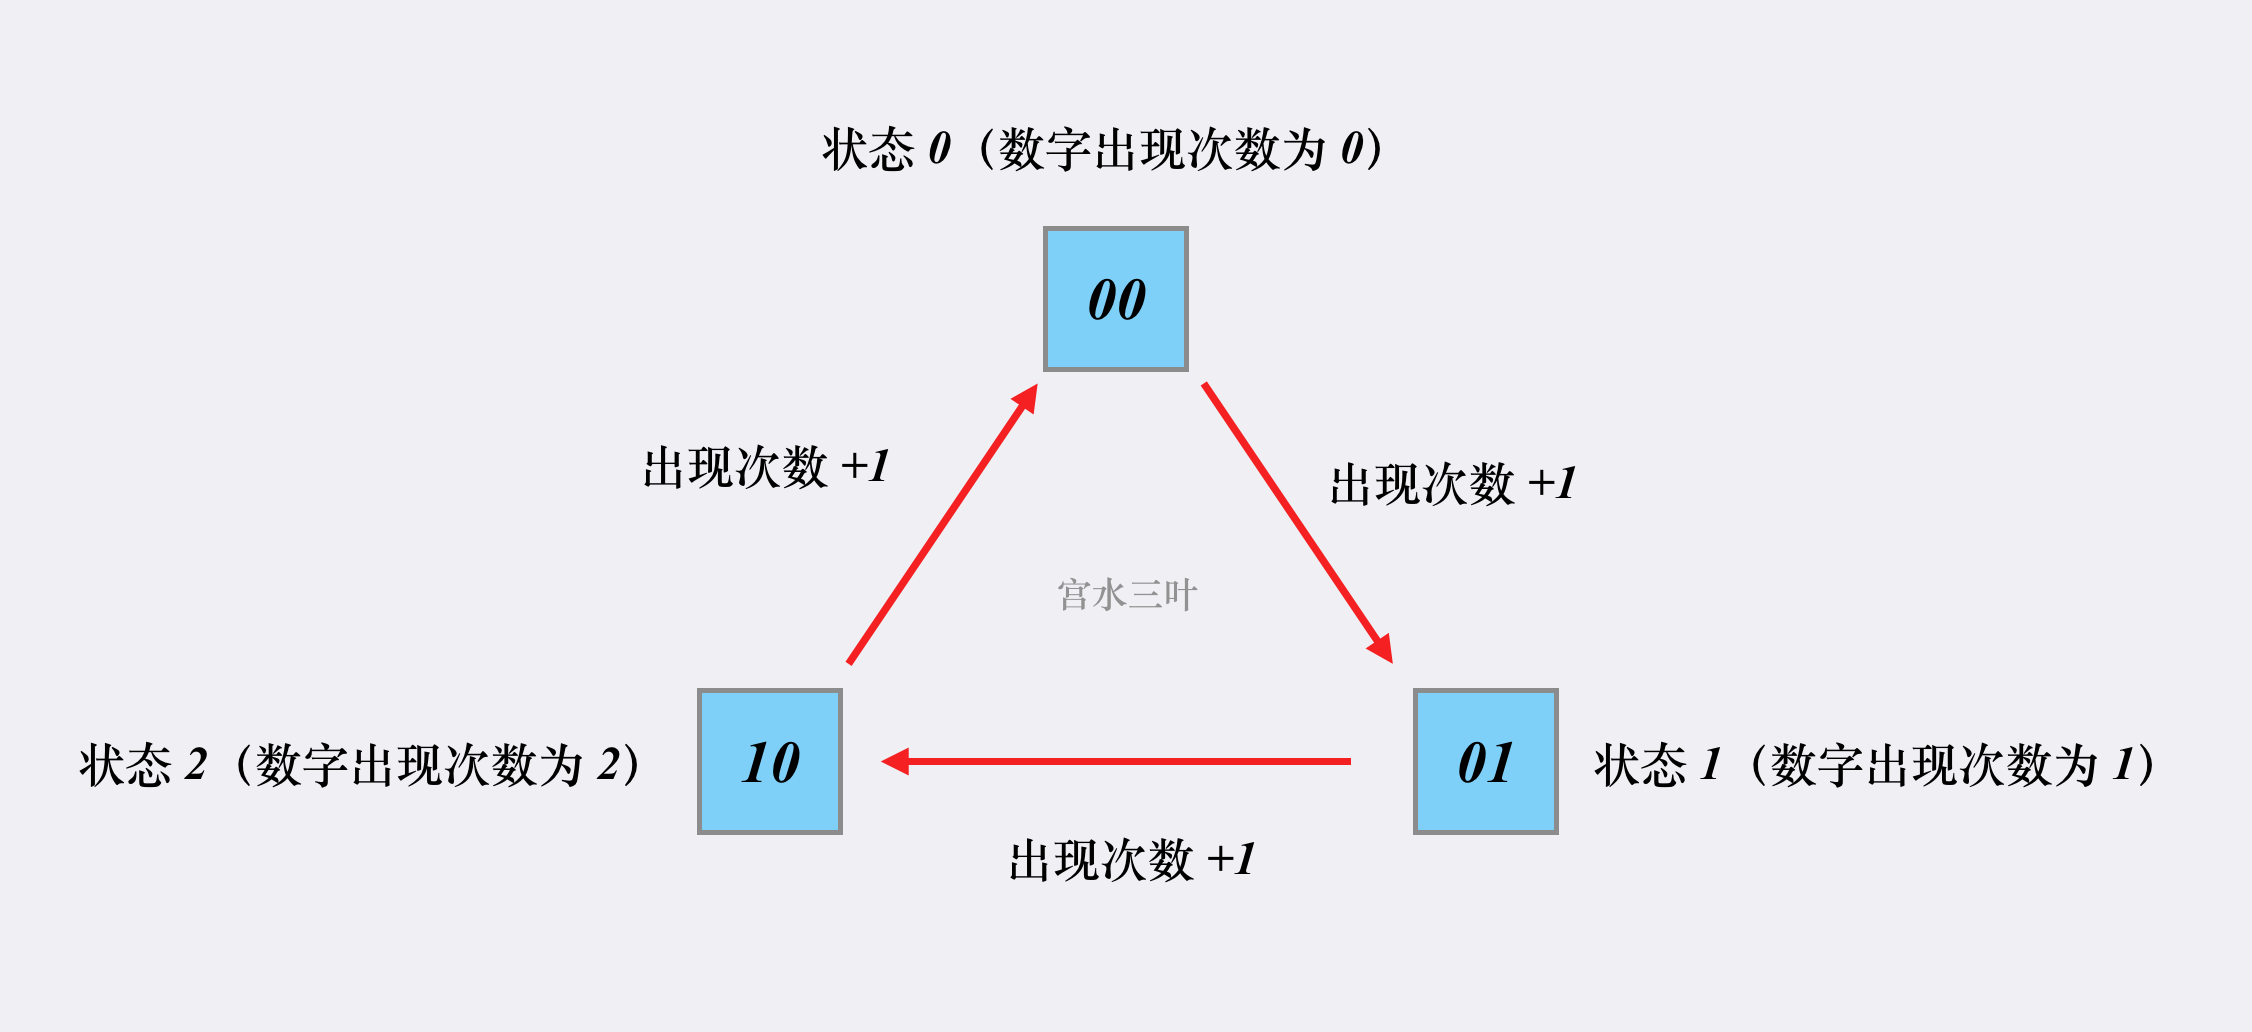 状态 0（数字出现次数为 0）
00
出现次数 +1
出现次数 +1
宫水三叶
状态 2（数字出现次数为 2）
10
01
状态 1（数字出现次数为 1）
出现次数 +1